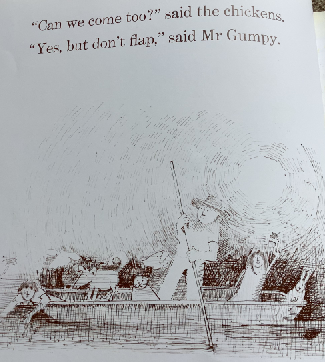 "Can we come too?" said the chickens.
"Yes, but don't flap," said Mr Gumpy.